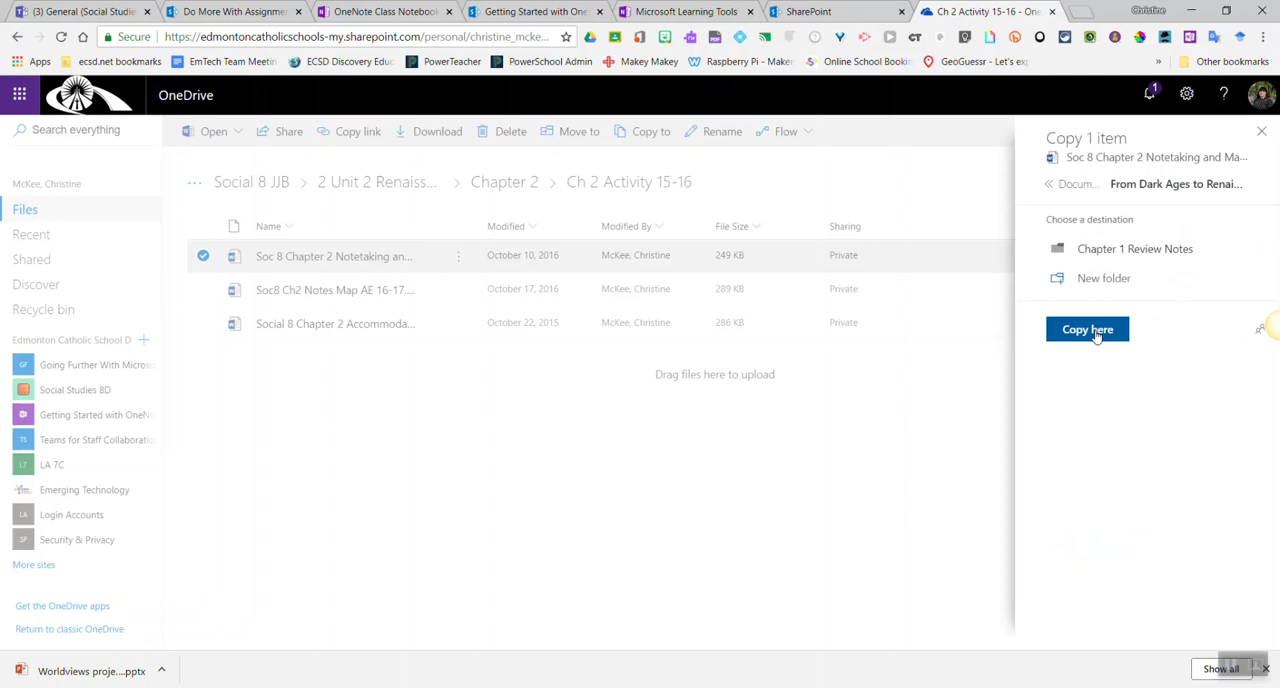 (3) General (Social Studie
Do More With Assignmen
OneNote Class Notebook
Getting Started with One
Microsoft Learning Tools
SharePoint
Ch 2 Activity 15-16 - One
Christine
Secure https://edmontoncatholicschools-my.sharepoint.com/personal/christine_mcke...
Apps ecsd.net bookmarks EmTech Team Meetin ECSD Discovery Educ PowerTeacher PowerSchool Admin Makey Makey Raspberry Pi - Maker Online School Bookin GeoGuessr - Let's exp » Other bookmarks
OneDrive 1 ?
Search everything
Open Share Copy link Download Delete Move to Copy to Rename Flow
Copy 1 item
Soc 8 Chapter 2 Notetaking and Ma...
Docum... From Dark Ages to Renai...
Choose a destination
Chapter 1 Review Notes
New folder
Copy here
McKee, Christine
Files
Recent
Shared
Discover
Recycle bin
Edmonton Catholic School D
GF Going Further With Microso
Social Studies 8D
Getting Started with OneNo
TS Teams for Staff Collaboratio
L7 LA 7C
Emerging Technology
LA Login Accounts
SP Security & Privacy
More sites
Get the OneDrive apps
Return to classic OneDrive
... Social 8 JJB > 2 Unit 2 Renaiss... > Chapter 2 > Ch 2 Activity 15-16
Name Modified Modified By File Size Sharing
Soc 8 Chapter 2 Notetaking an... October 10, 2016 McKee, Christine 249 KB Private
Soc8 Ch2 Notes Map AE 16-17.... October 17, 2016 McKee, Christine 289 KB Private
Social 8 Chapter 2 Accommoda... October 22, 2015 McKee, Christine 286 KB Private
Drag files here to upload
Worldviews proje....pptx
Show all